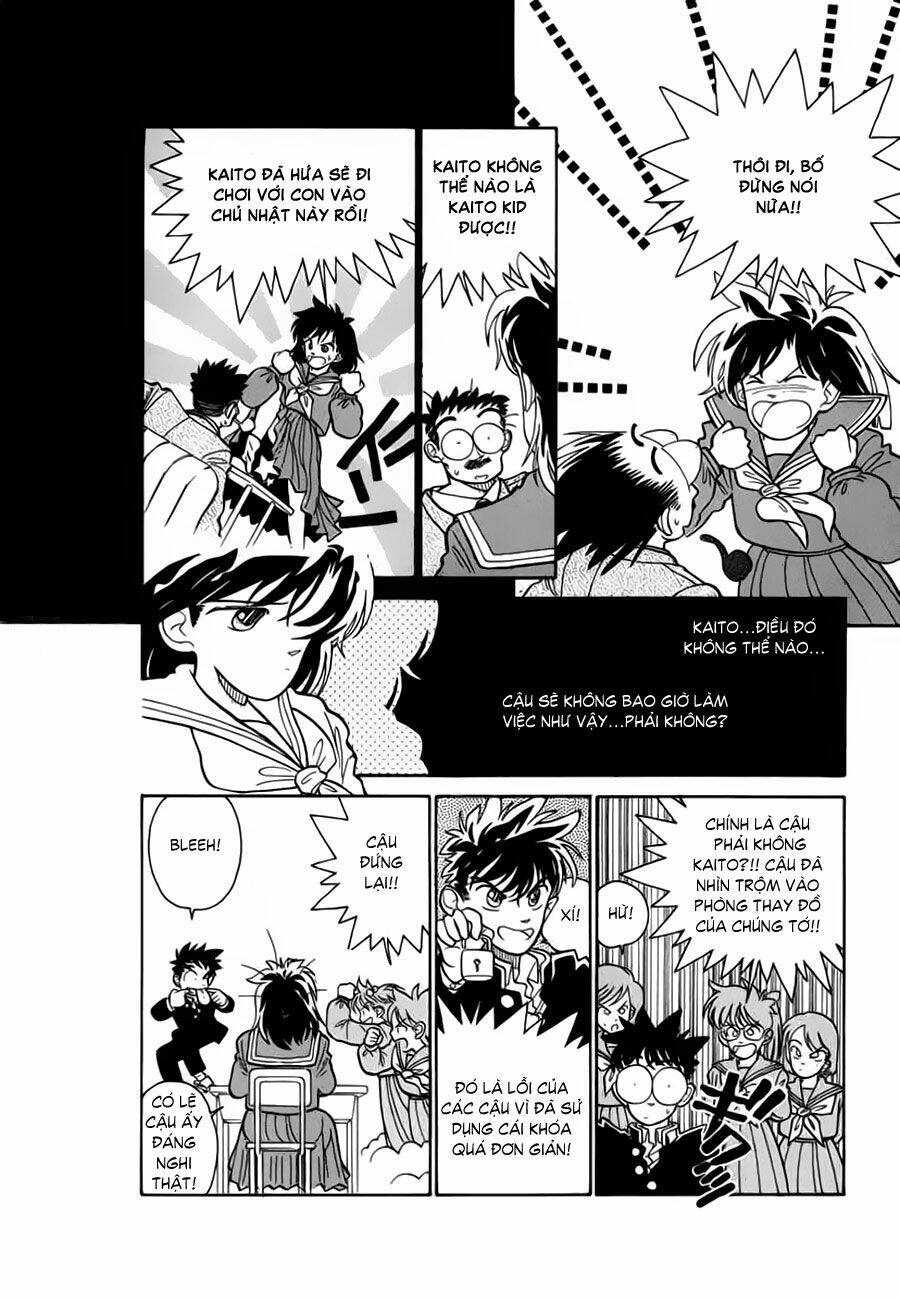 THÔI ĐI, BỐ
ĐỪNG NÓI
NỮA!!
KAITO KHÔNG
THỂ NÀO LÀ
KAITO KID
ĐƯỢC!!
KAITO ĐÃ HỨA SẼ ĐI
CHƠI VỚI CON VÀO
CHỦ NHẬT NÀY RỒI!
KAITO...ĐIỀU ĐÓ
KHÔNG THỂ NÀO...
CẬU SẼ KHÔNG BAO GIỜ LÀM
VIỆC NHƯ VẬY...PHẢI KHÔNG?
CHÍNH LÀ CẬU
PHẢI KHÔNG
KAITO?!! CẬU ĐÃ
NHÌN TRỘM VÀO
PHÒNG THAY ĐỒ
CỦA CHÚNG TỚ!!
HỪ!
XÍ!
ĐÓ LÀ LỖI CỦA
CÁC CẬU VÌ ĐÃ SỬ
DỤNG CÁI KHÓA
QUÁ ĐƠN GIẢN!
CẬU
ĐỨNG
LẠI!!
BLEEH!
CÓ LẼ
CẬU ẤY
ĐÁNG
NGHI
THẬT!